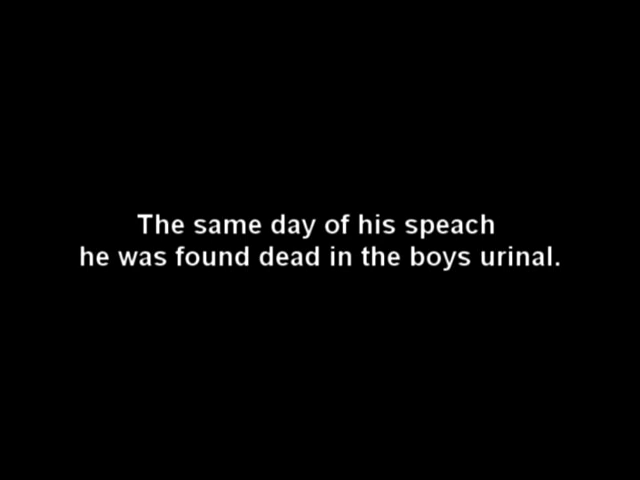 The same day of his speach
he was found dead in the boys urinal.